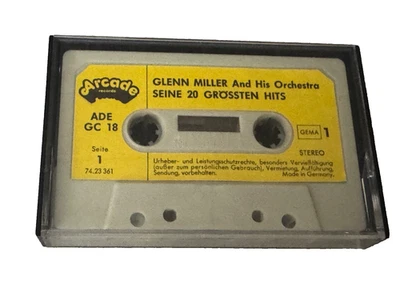 Arcade
records
GLENN MILLER And His Orchestra
SEINE 20 GRÖSSTEN HITS
ADE
GC 18
GEMA 1
Seite
1
STEREO
74.23 361
Urheber- und Leistungsschutzrechte, besonders Vervielfältigung
(außer zum persönlichen Gebrauch), Vermietung, Aufführung,
Sendung, vorbehalten. Made in Germany.